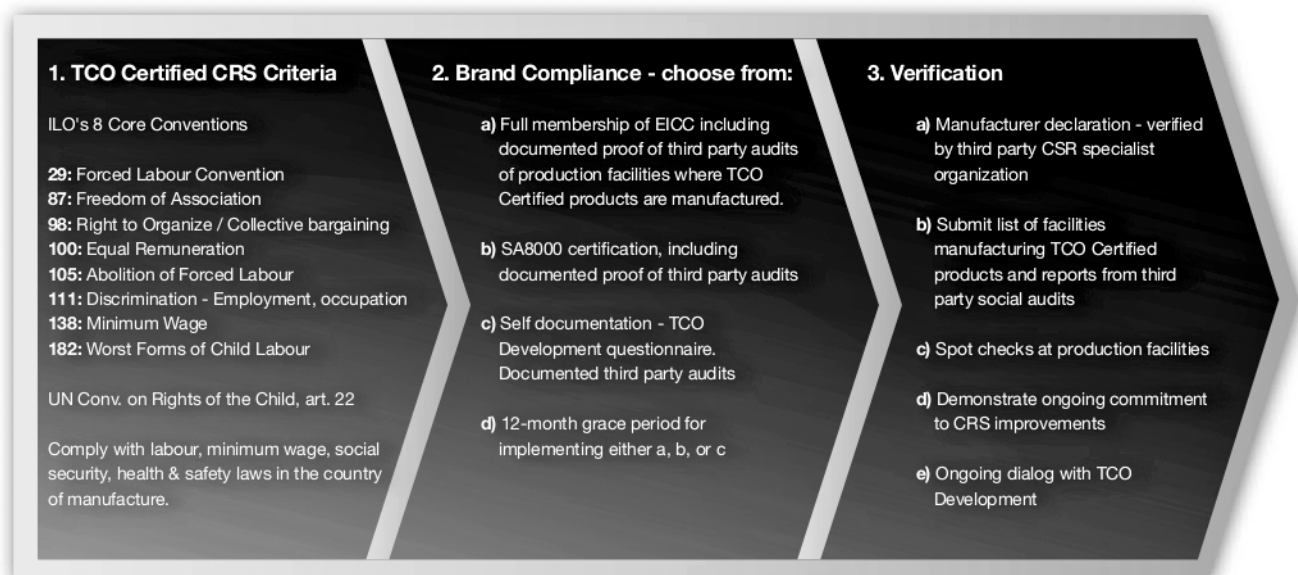 1. TCO Certified CRS Criteria
ILO's 8 Core Conventions
29: Forced Labour Convention
87: Freedom of Association
98: Right to Organize / Collective bargaining
100: Equal Remuneration
105: Abolition of Forced Labour
111: Discrimination - Employment, occupation
138: Minimum Wage
182: Worst Forms of Child Labour
UN Conv. on Rights of the Child, art. 22
Comply with labour, minimum wage, social
security, health & safety laws in the country
of manufacture.
2. Brand Compliance - choose from:
a) Full membership of EICC including
documented proof of third party audits
of production facilities where TCO
Certified products are manufactured.
b) SA8000 certification, including
documented proof of third party audits
c) Self documentation - TCO
Development questionnaire.
Documented third party audits
d) 12-month grace period for
implementing either a, b, or c
3. Verification
a) Manufacturer declaration - verified
by third party CSR specialist
organization
b) Submit list of facilities
manufacturing TCO Certified
products and reports from third
party social audits
c) Spot checks at production facilities
d) Demonstrate ongoing commitment
to CRS improvements
e) Ongoing dialog with TCO
Development